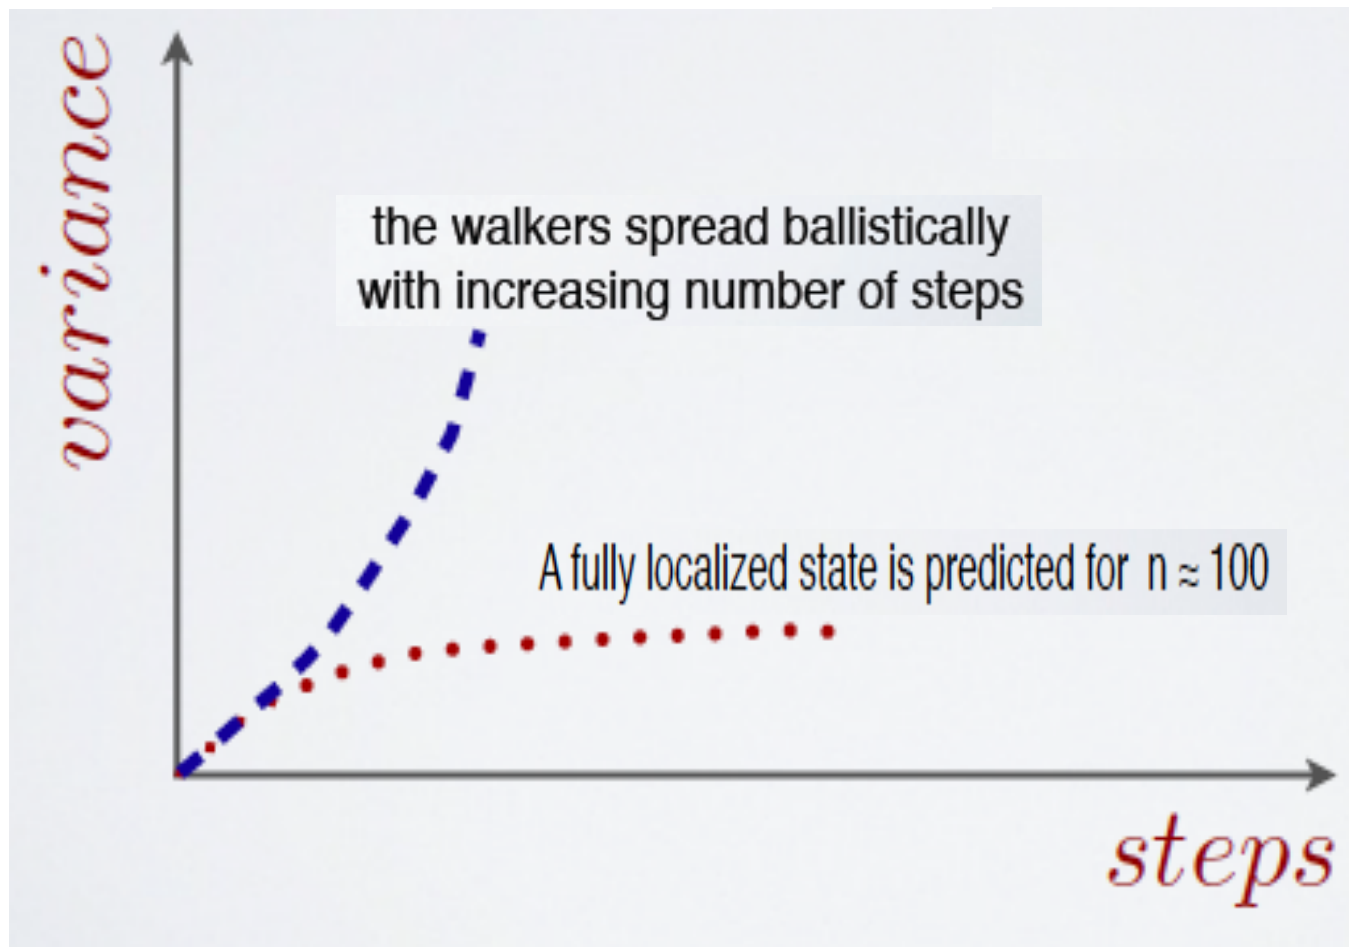 variance
the walkers spread ballistically
with increasing number of steps
A fully localized state is predicted for n ≈ 100
steps